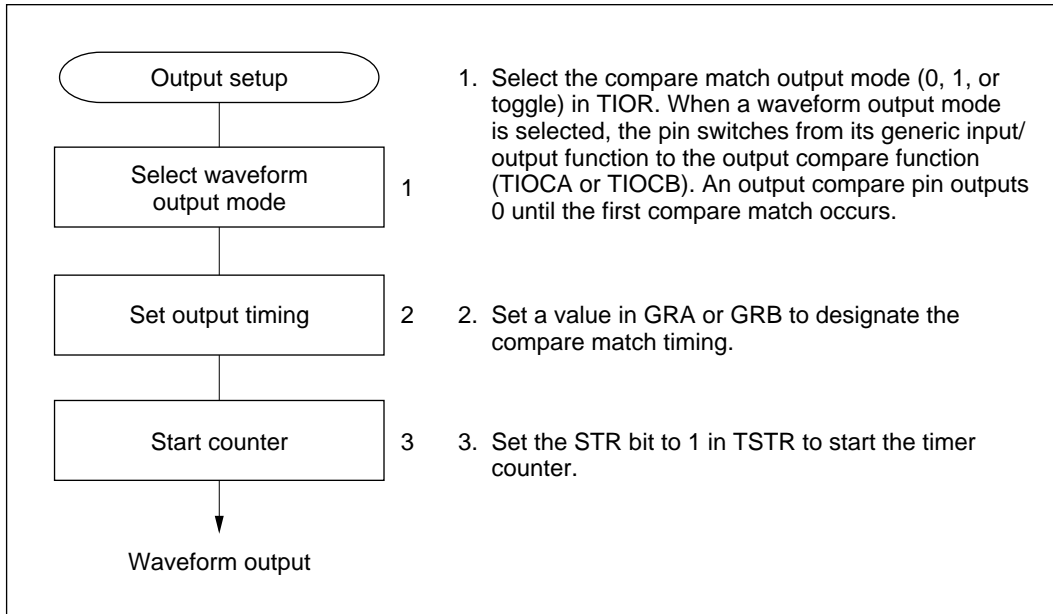 Output setup
Select waveform
output mode
1
1. Select the compare match output mode (0, 1, or
toggle) in TIOR. When a waveform output mode
is selected, the pin switches from its generic input/
output function to the output compare function
(TIOCA or TIOCB). An output compare pin outputs
0 until the first compare match occurs.
Set output timing
2
2. Set a value in GRA or GRB to designate the
compare match timing.
Start counter
3
3. Set the STR bit to 1 in TSTR to start the timer
counter.
Waveform output